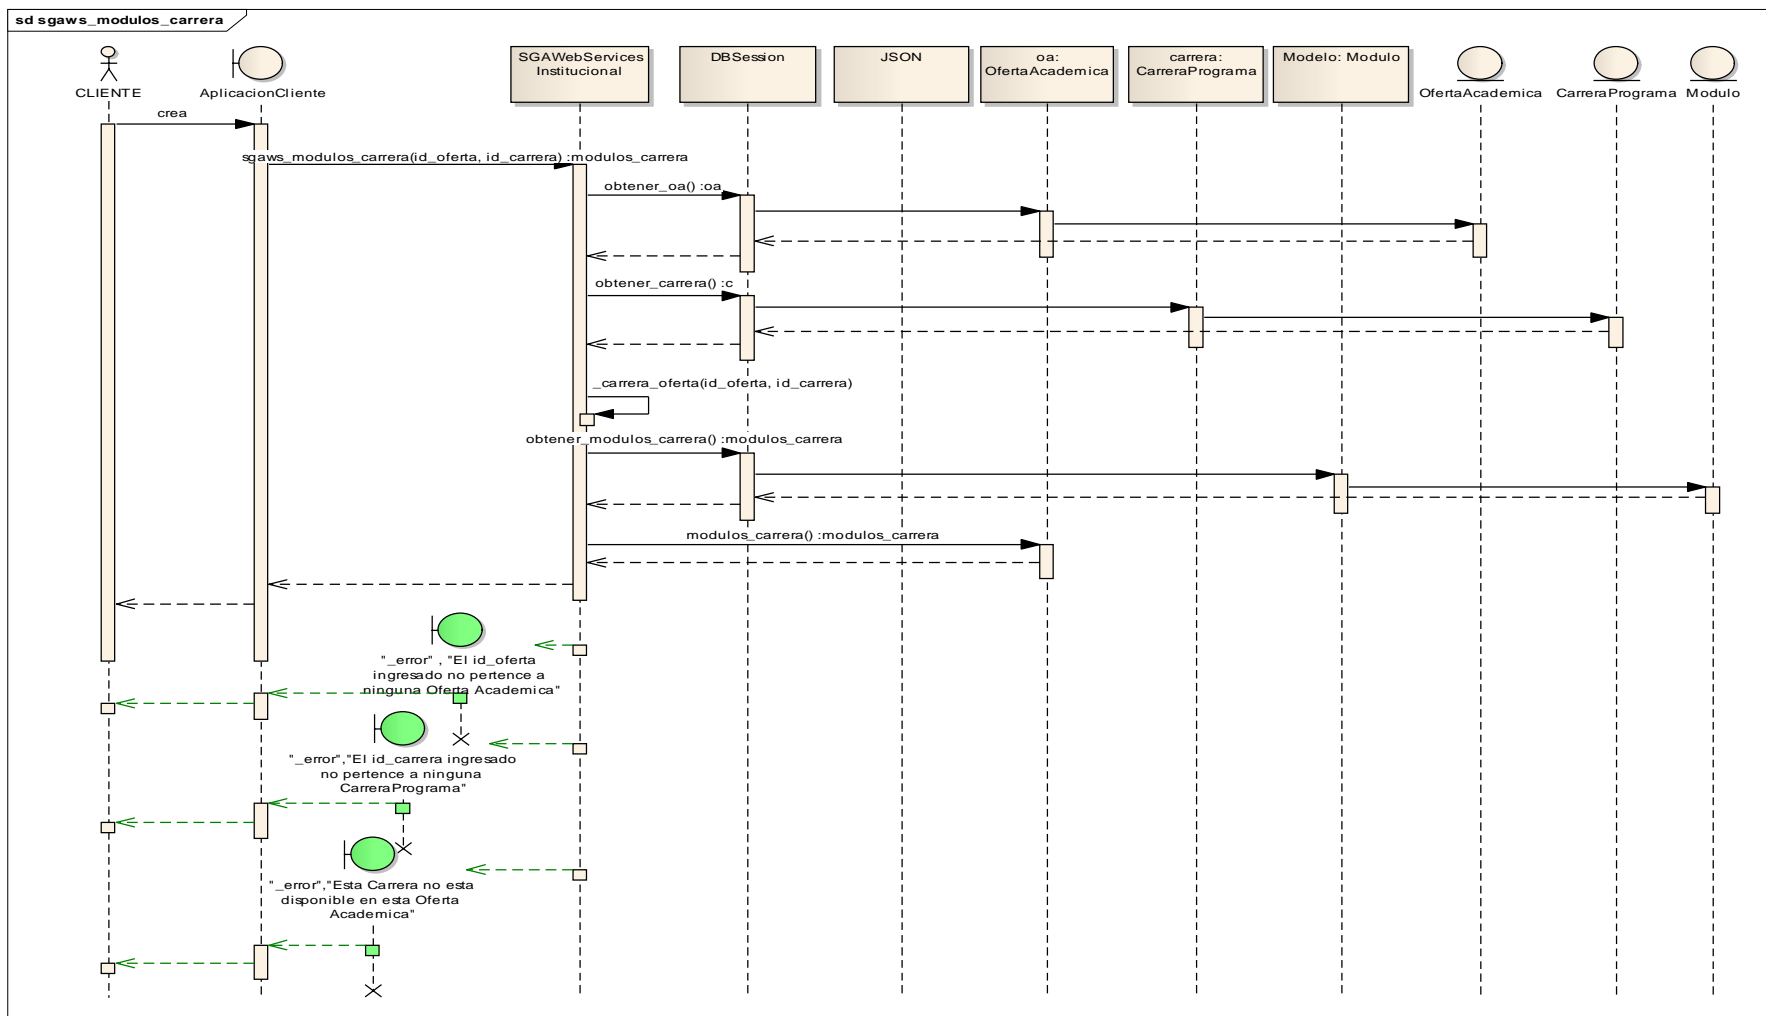 sd sgaws_modulos_carrera
CLIENTE
AplicacionCliente
SGAWebServices
Institucional
DBSession
JSON
oa:
OfertaAcademica
carrera:
CarreraPrograma
Modelo: Modulo
OfertaAcademica
CarreraPrograma
Modulo
crea
sgaws_modulos_carrera(id_oferta, id_carrera) :modulos_carrera
obtener_oa() :oa
obtener_carrera() :c
_carrera_oferta(id_oferta, id_carrera)
obtener_modulos_carrera() :modulos_carrera
modulos_carrera() :modulos_carrera
"_error" , "El id_oferta
ingresado no pertence a
ninguna Oferta Academica"
"_error","El id_carrera ingresado
no pertence a ninguna
CarreraPrograma"
"_error","Esta Carrera no esta
disponible en esta Oferta
Academica"